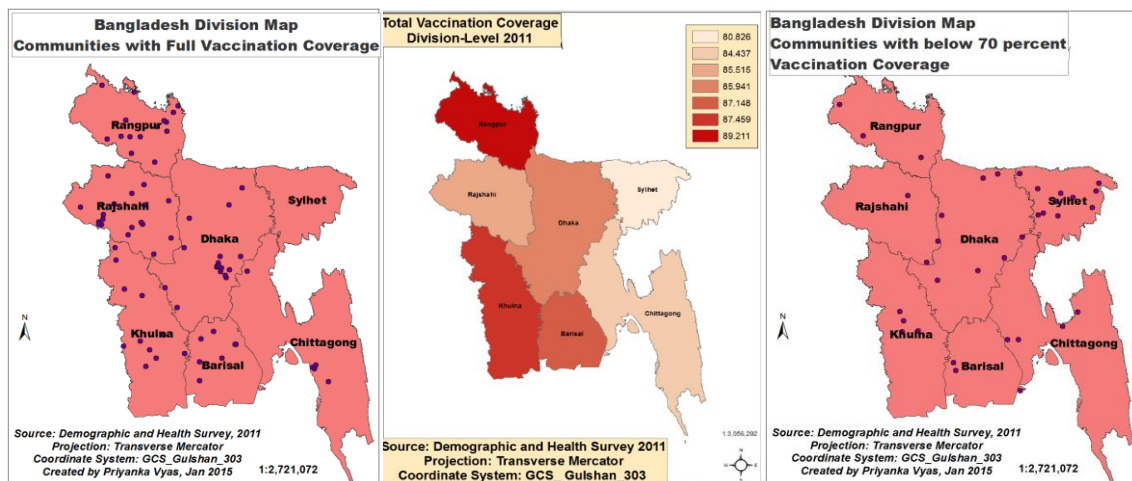 Bangladesh Division Map
Communities with Full Vaccination Coverage
Rangpur
Rajshahi
Sylhet
Dhaka
Khulna
Barisal
Chittagong
N
Source: Demographic and Health Survey, 2011
Projection: Transverse Mercator
Coordinate System: GCS_Gulshan_303
Created by Priyanka Vyas, Jan 2015
1:2,721,072
Total Vaccination Coverage
Division-Level 2011
80.826
84.437
85.515
85.941
87.148
87.459
89.211
Rangpur
Rajshahi
Sylhet
Dhaka
Khulna
Barisal
Chittagong
1:3,056,292
Source: Demographic and Health Survey 2011
Projection: Transverse Mercator
Coordinate System: GCS_ Gulshan_303
N
W
E
S
Bangladesh Division Map
Communities with below 70 percent
Vaccination Coverage
Rangpur
Rajshahi
Sylhet
Dhaka
Khulna
Barisal
Chittagong
N
Source: Demographic and Health Survey, 2011
Projection: Transverse Mercator
Coordinate System: GCS_Gulshan_303
Created by Priyanka Vyas, Jan 2015
1:2,721,072